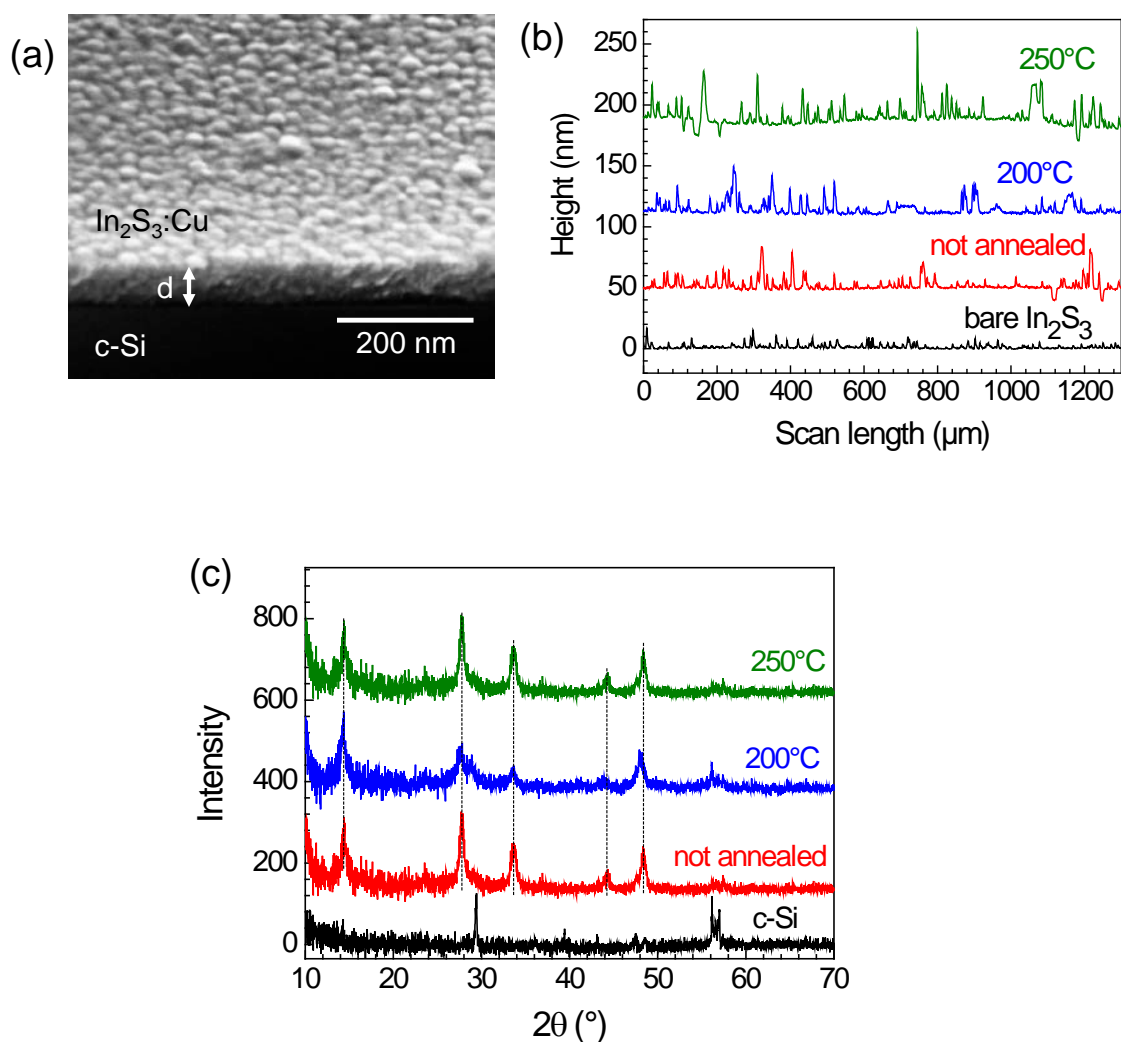 (a)
In₂S₃:Cu
d
c-Si
200 nm
(b)
250
200
150
100
50
0
Height (nm)
250°C
200°C
not annealed
bare In₂S₃
0 200 400 600 800 1000 1200
Scan length (µm)
(c)
800
600
400
200
0
Intensity
250°C
200°C
not annealed
c-Si
10 20 30 40 50 60 70
2θ (°)